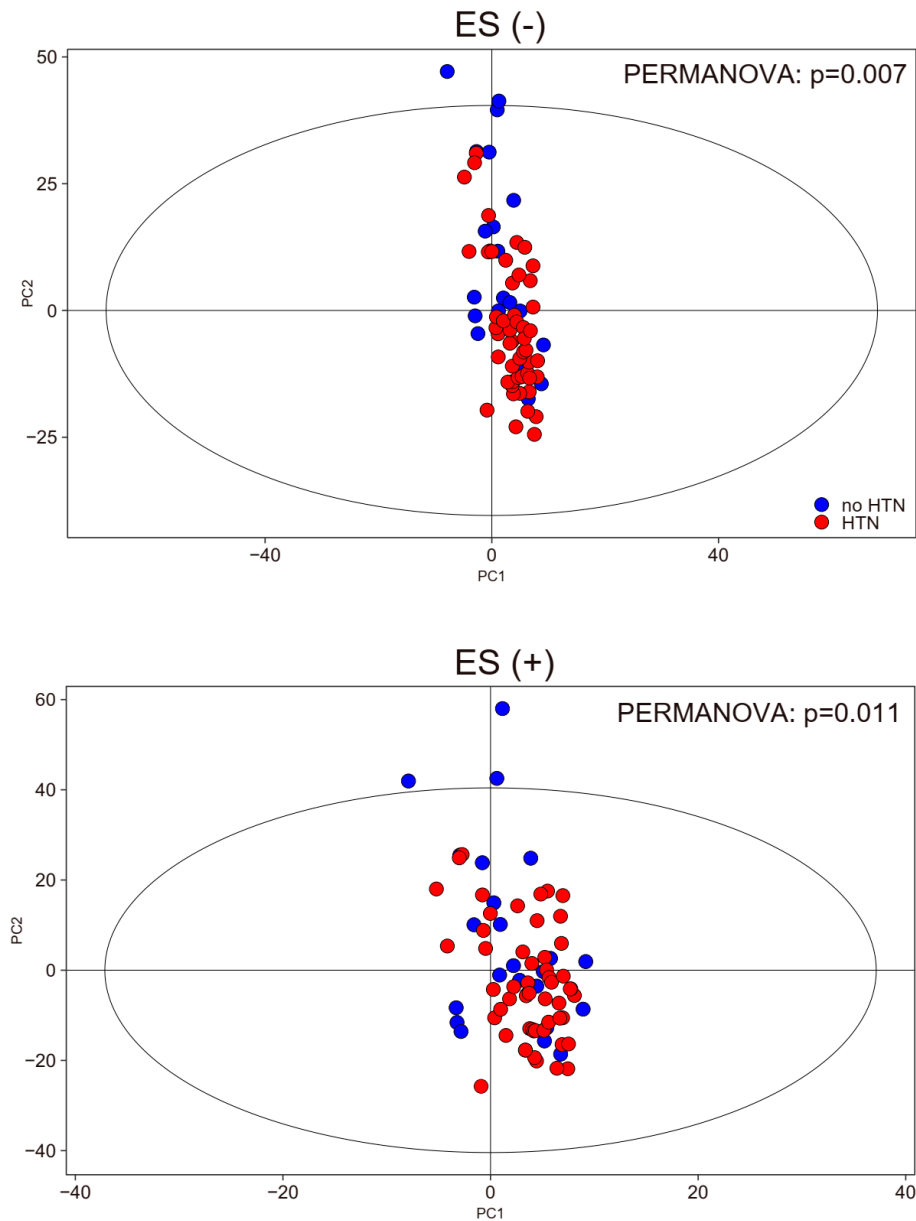 ES (-)
PERMANOVA: p=0.007
50
25
0
−25
PC2
no HTN
HTN
−40
0
40
PC1
ES (+)
PERMANOVA: p=0.011
60
40
20
0
−20
−40
PC2
−40
−20
0
20
40
PC1